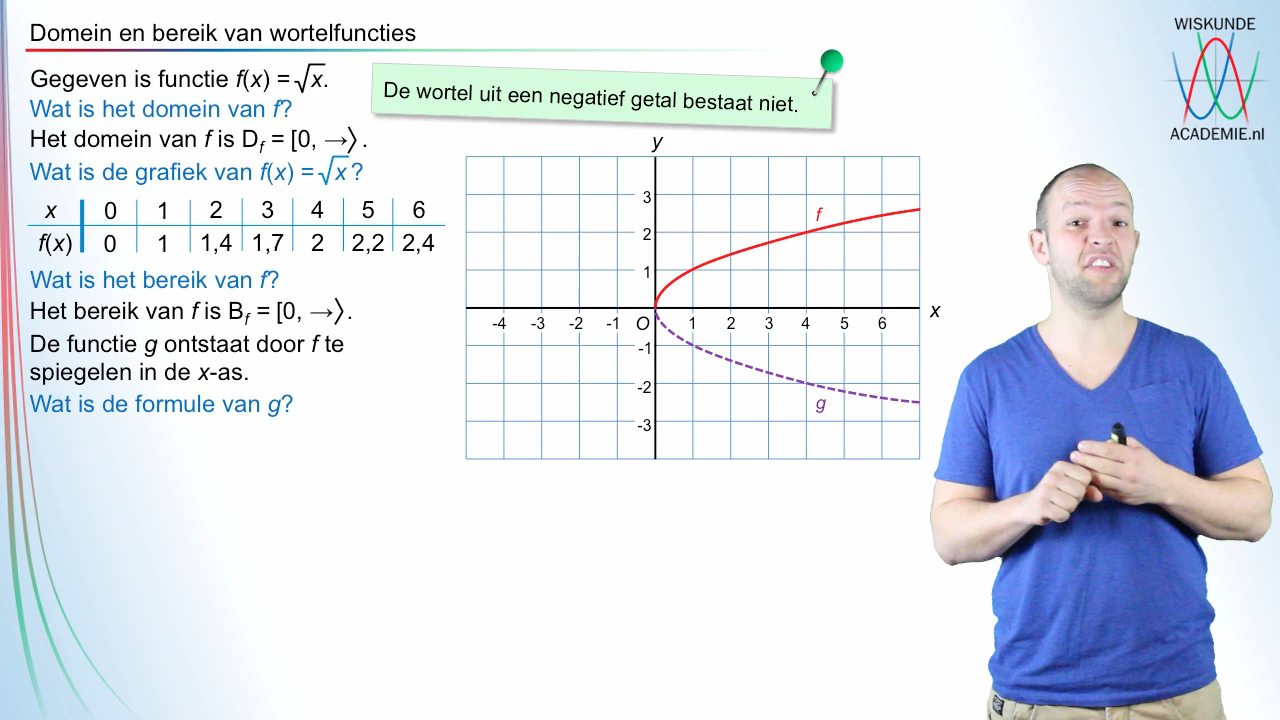 Domein en bereik van wortelfuncties
WISKUNDE
ACADEMIE.nl
Gegeven is functie f(x) = √x.
De wortel uit een negatief getal bestaat niet.
Wat is het domein van f?
Het domein van f is D_f = [0, →⟩.
Wat is de grafiek van f(x) = √x?
x 0 1 2 3 4 5 6
f(x) 0 1 1,4 1,7 2 2,2 2,4
Wat is het bereik van f?
Het bereik van f is B_f = [0, →⟩.
De functie g ontstaat door f te
spiegelen in de x-as.
Wat is de formule van g?
y
3
2
1
f
-4 -3 -2 -1 O 1 2 3 4 5 6 x
-1
-2
-3
g